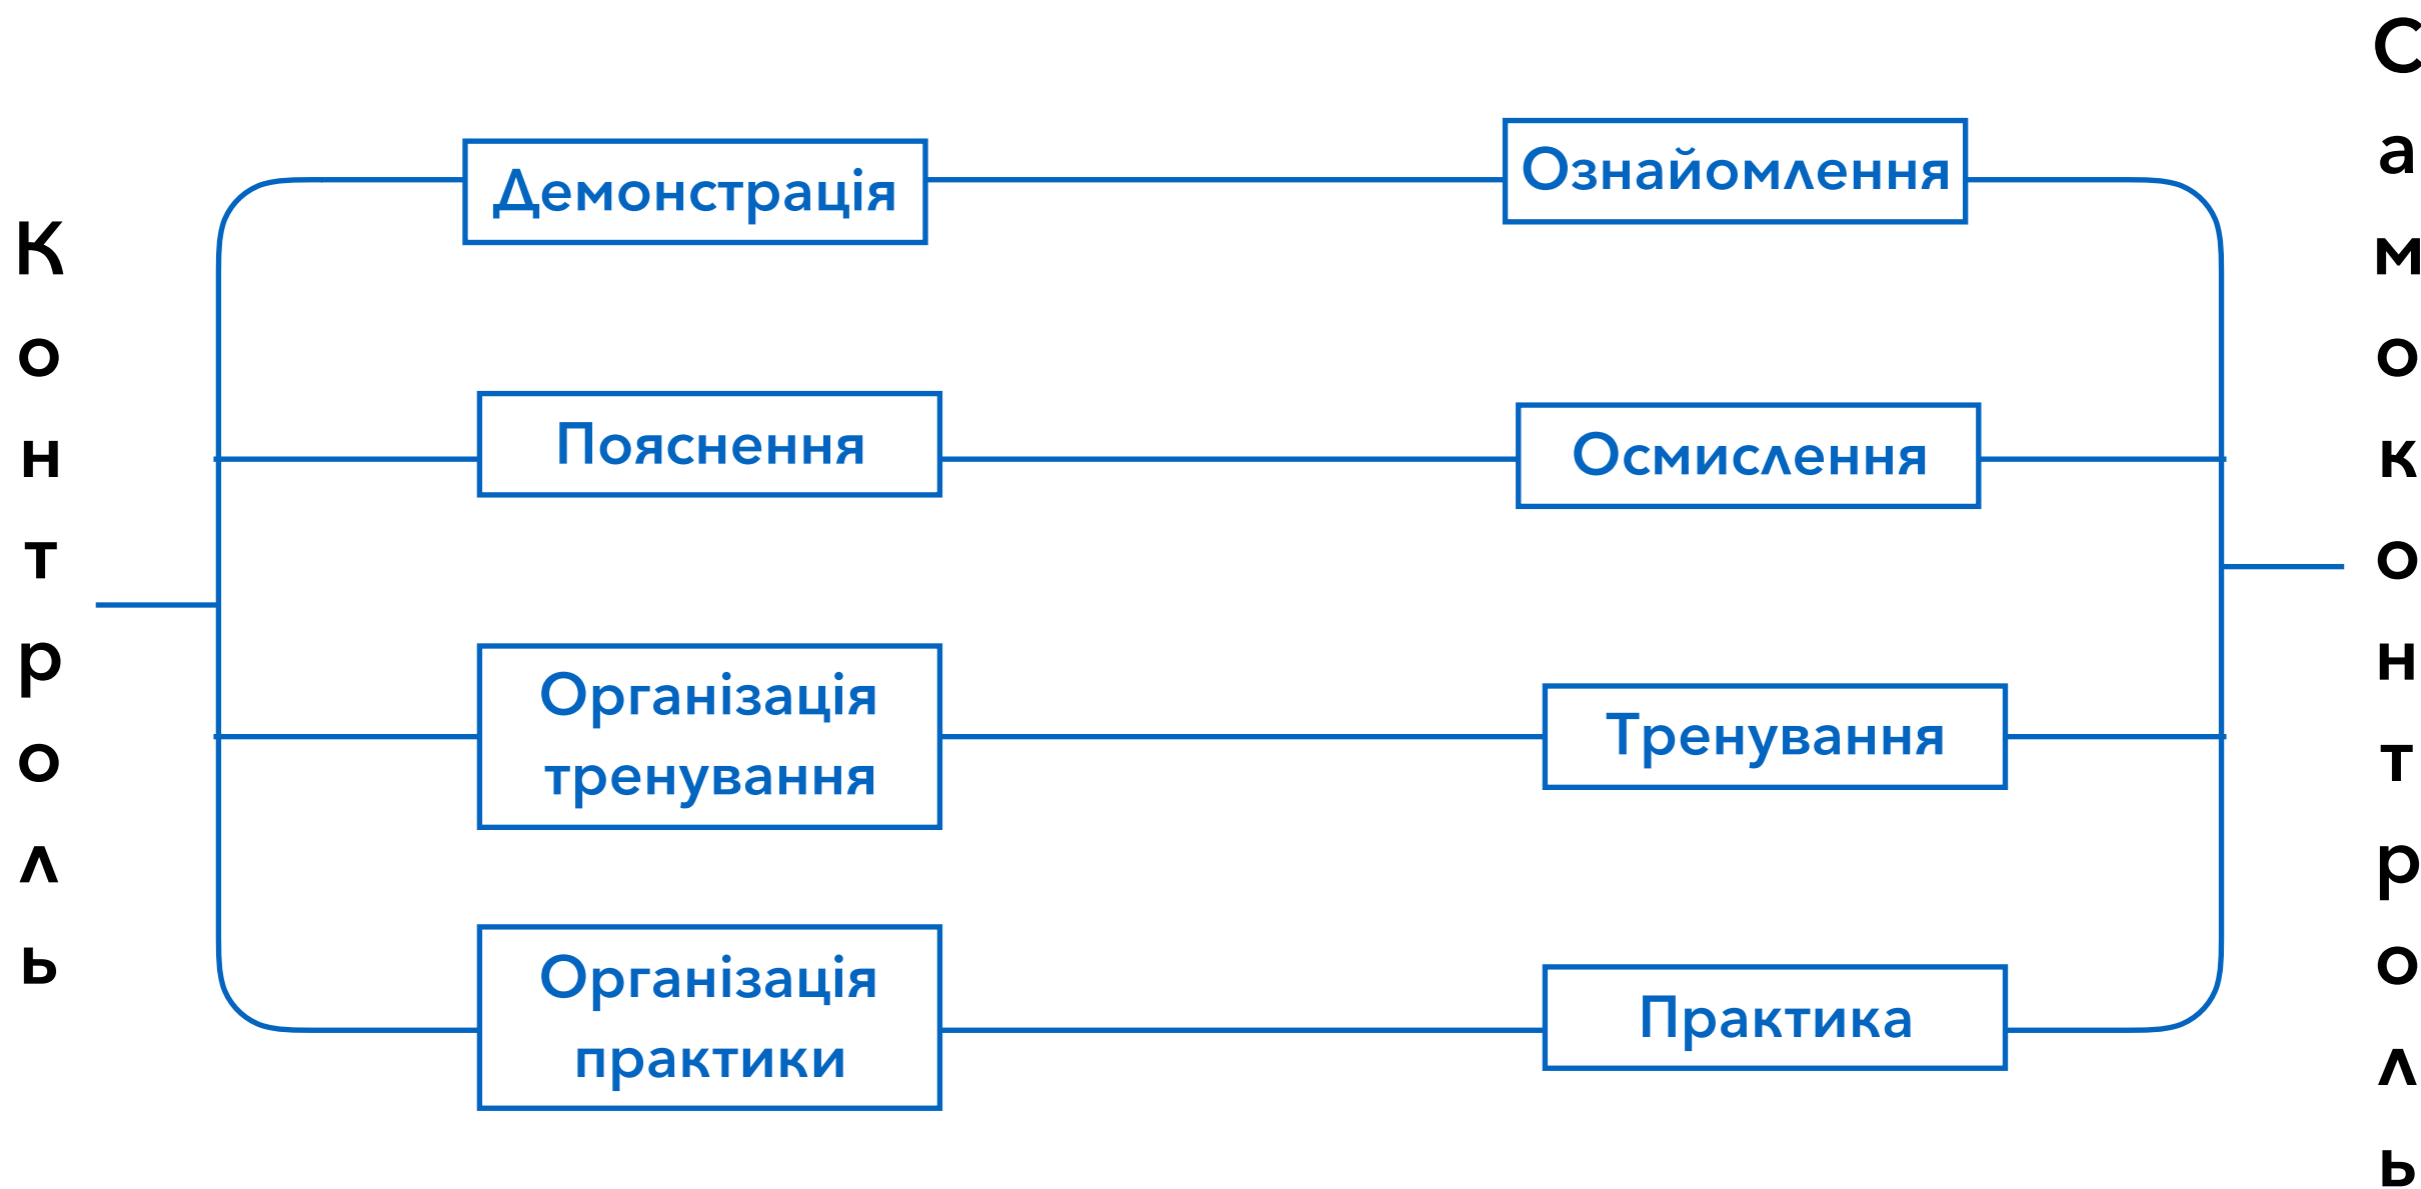 Контроль
Демонстрація
Ознайомлення
Пояснення
Осмислення
Організація
тренування
Тренування
Організація
практики
Практика
Самоконтроль